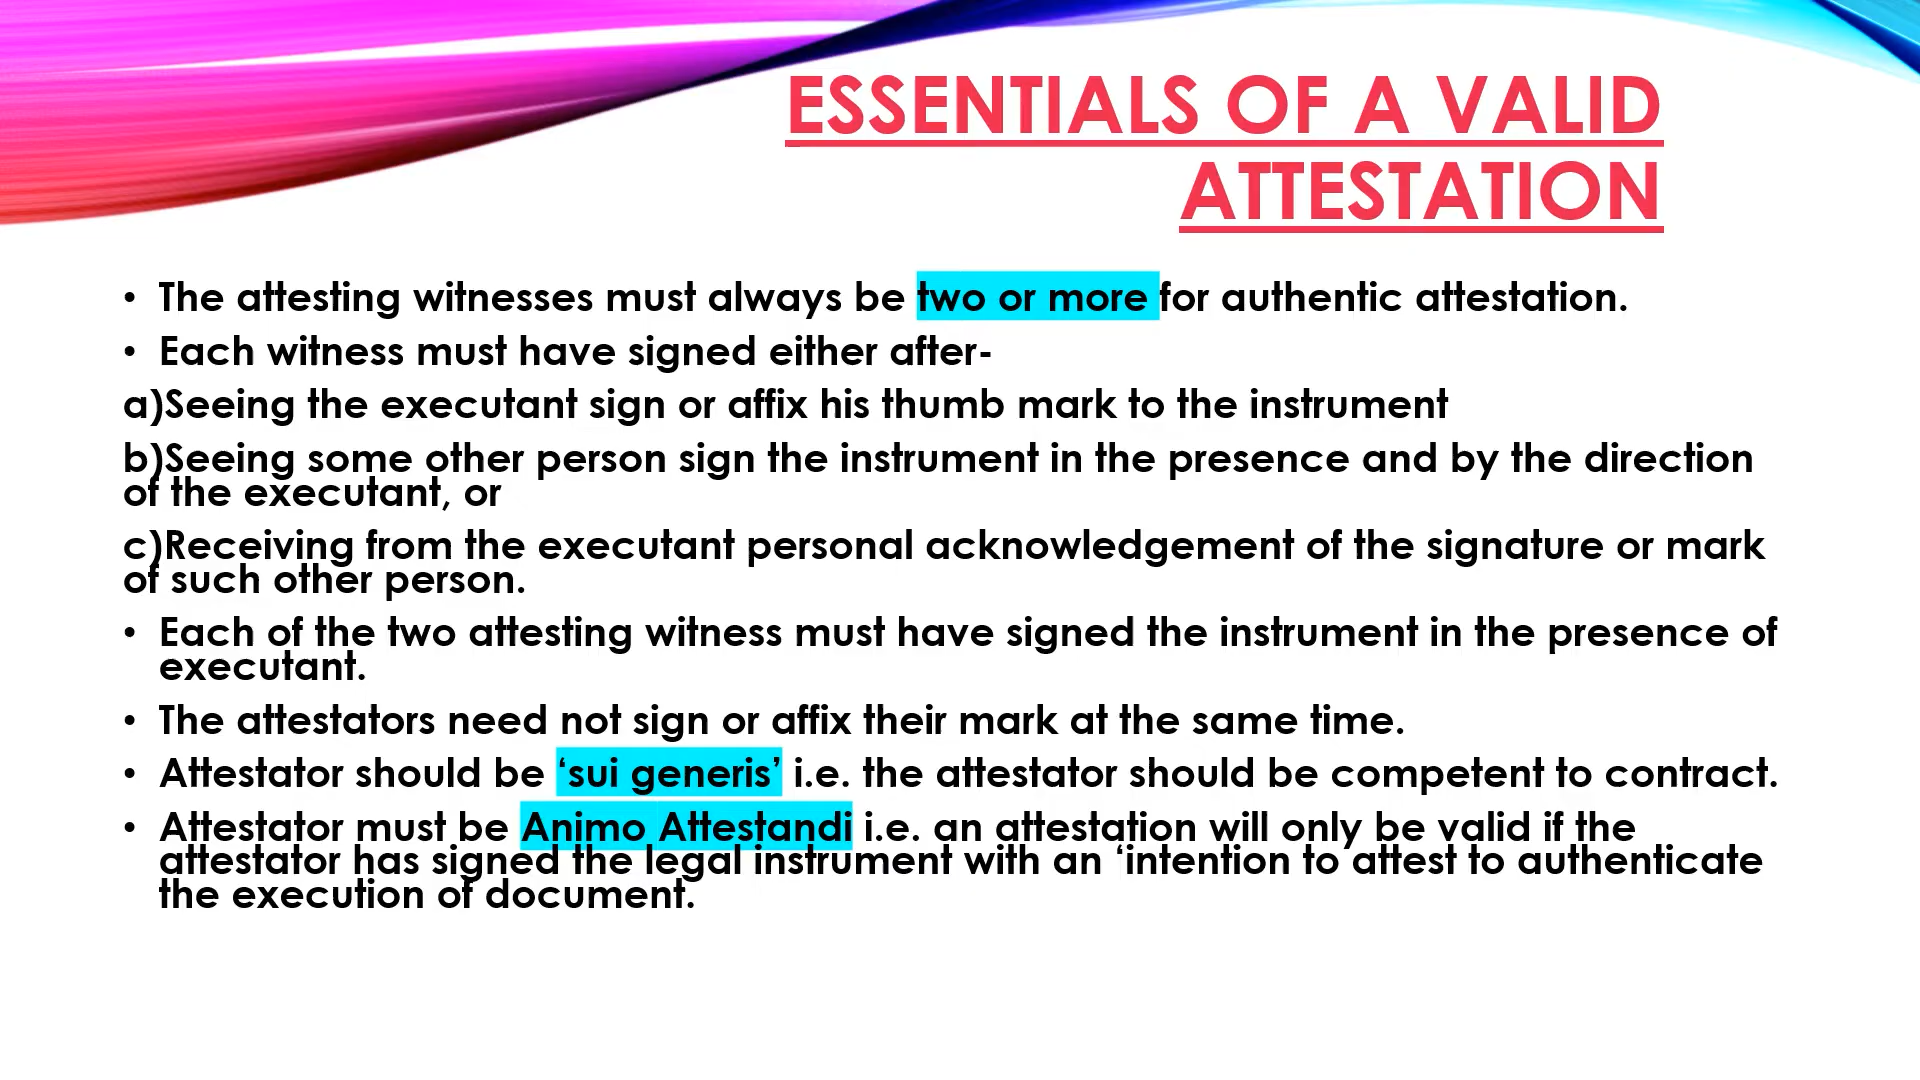 ESSENTIALS OF A VALID
ATTESTATION
• The attesting witnesses must always be two or more for authentic attestation.
• Each witness must have signed either after-
a)Seeing the executant sign or affix his thumb mark to the instrument
b)Seeing some other person sign the instrument in the presence and by the direction
of the executant, or
c)Receiving from the executant personal acknowledgement of the signature or mark
of such other person.
• Each of the two attesting witness must have signed the instrument in the presence of
executant.
• The attestators need not sign or affix their mark at the same time.
• Attestator should be ‘sui generis’ i.e. the attestator should be competent to contract.
• Attestator must be Animo Attestandi i.e. an attestation will only be valid if the
attestator has signed the legal instrument with an ‘intention to attest to authenticate
the execution of document.